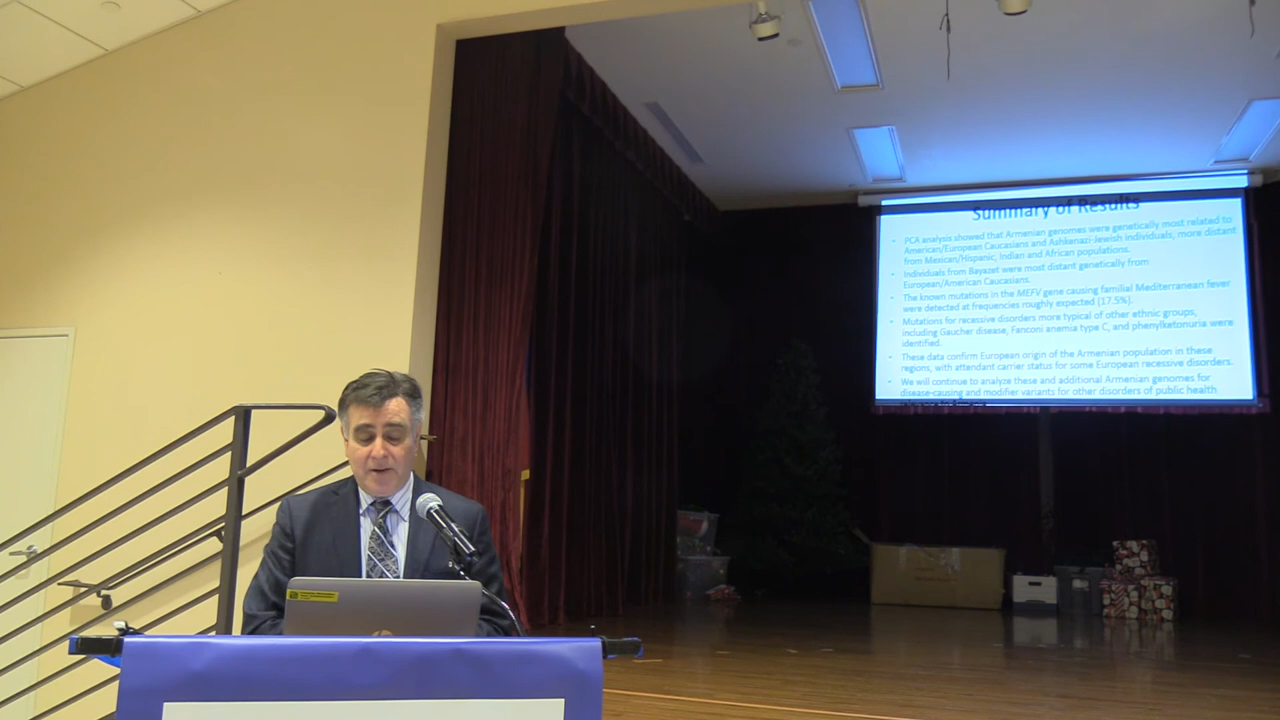 Summary of Results
• PCA analysis showed that Armenian genomes were genetically most related to
American/European Caucasians and Ashkenazi-Jewish individuals, more distant
from Mexican/Hispanic, Indian and African populations.
• Individuals from Bayazet were most distant genetically from
European/American Caucasians.
• The known mutations in the MEFV gene causing familial Mediterranean fever
were detected at frequencies roughly expected (17.5%).
• Mutations for recessive disorders more typical of other ethnic groups,
including Gaucher disease, Fanconi anemia type C, and phenylketonuria were
identified.
• These data confirm European origin of the Armenian population in these
regions, with attendant carrier status for some European recessive disorders.
• We will continue to analyze these and additional Armenian genomes for
disease-causing and modifier variants for other disorders of public health
hp